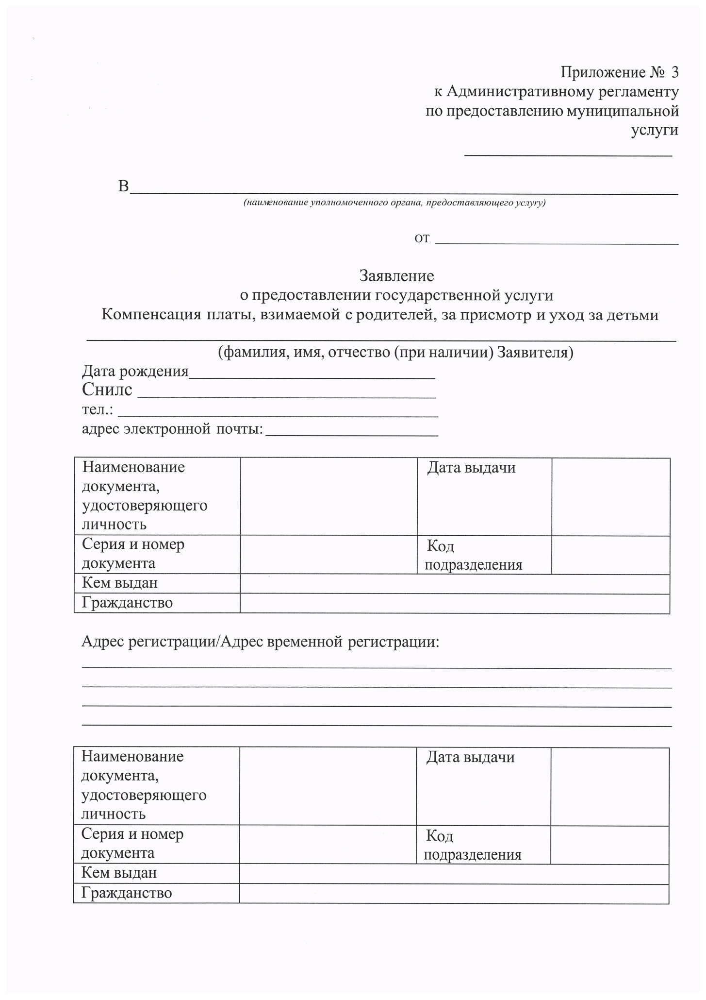 Приложение № 3
к Административному регламенту
по предоставлению муниципальной
услуги
В
(наименование уполномоченного органа, предоставляющего услугу)
от
Заявление
о предоставлении государственной услуги
Компенсация платы, взимаемой с родителей, за присмотр и уход за детьми
(фамилия, имя, отчество (при наличии) Заявителя)
Дата рождения
Снилс
тел.:
адрес электронной почты:
Наименование
документа,
удостоверяющего
личность
Дата выдачи
Серия и номер
документа
Код
подразделения
Кем выдан
Гражданство
Адрес регистрации/Адрес временной регистрации:
Наименование
документа,
удостоверяющего
личность
Дата выдачи
Серия и номер
документа
Код
подразделения
Кем выдан
Гражданство